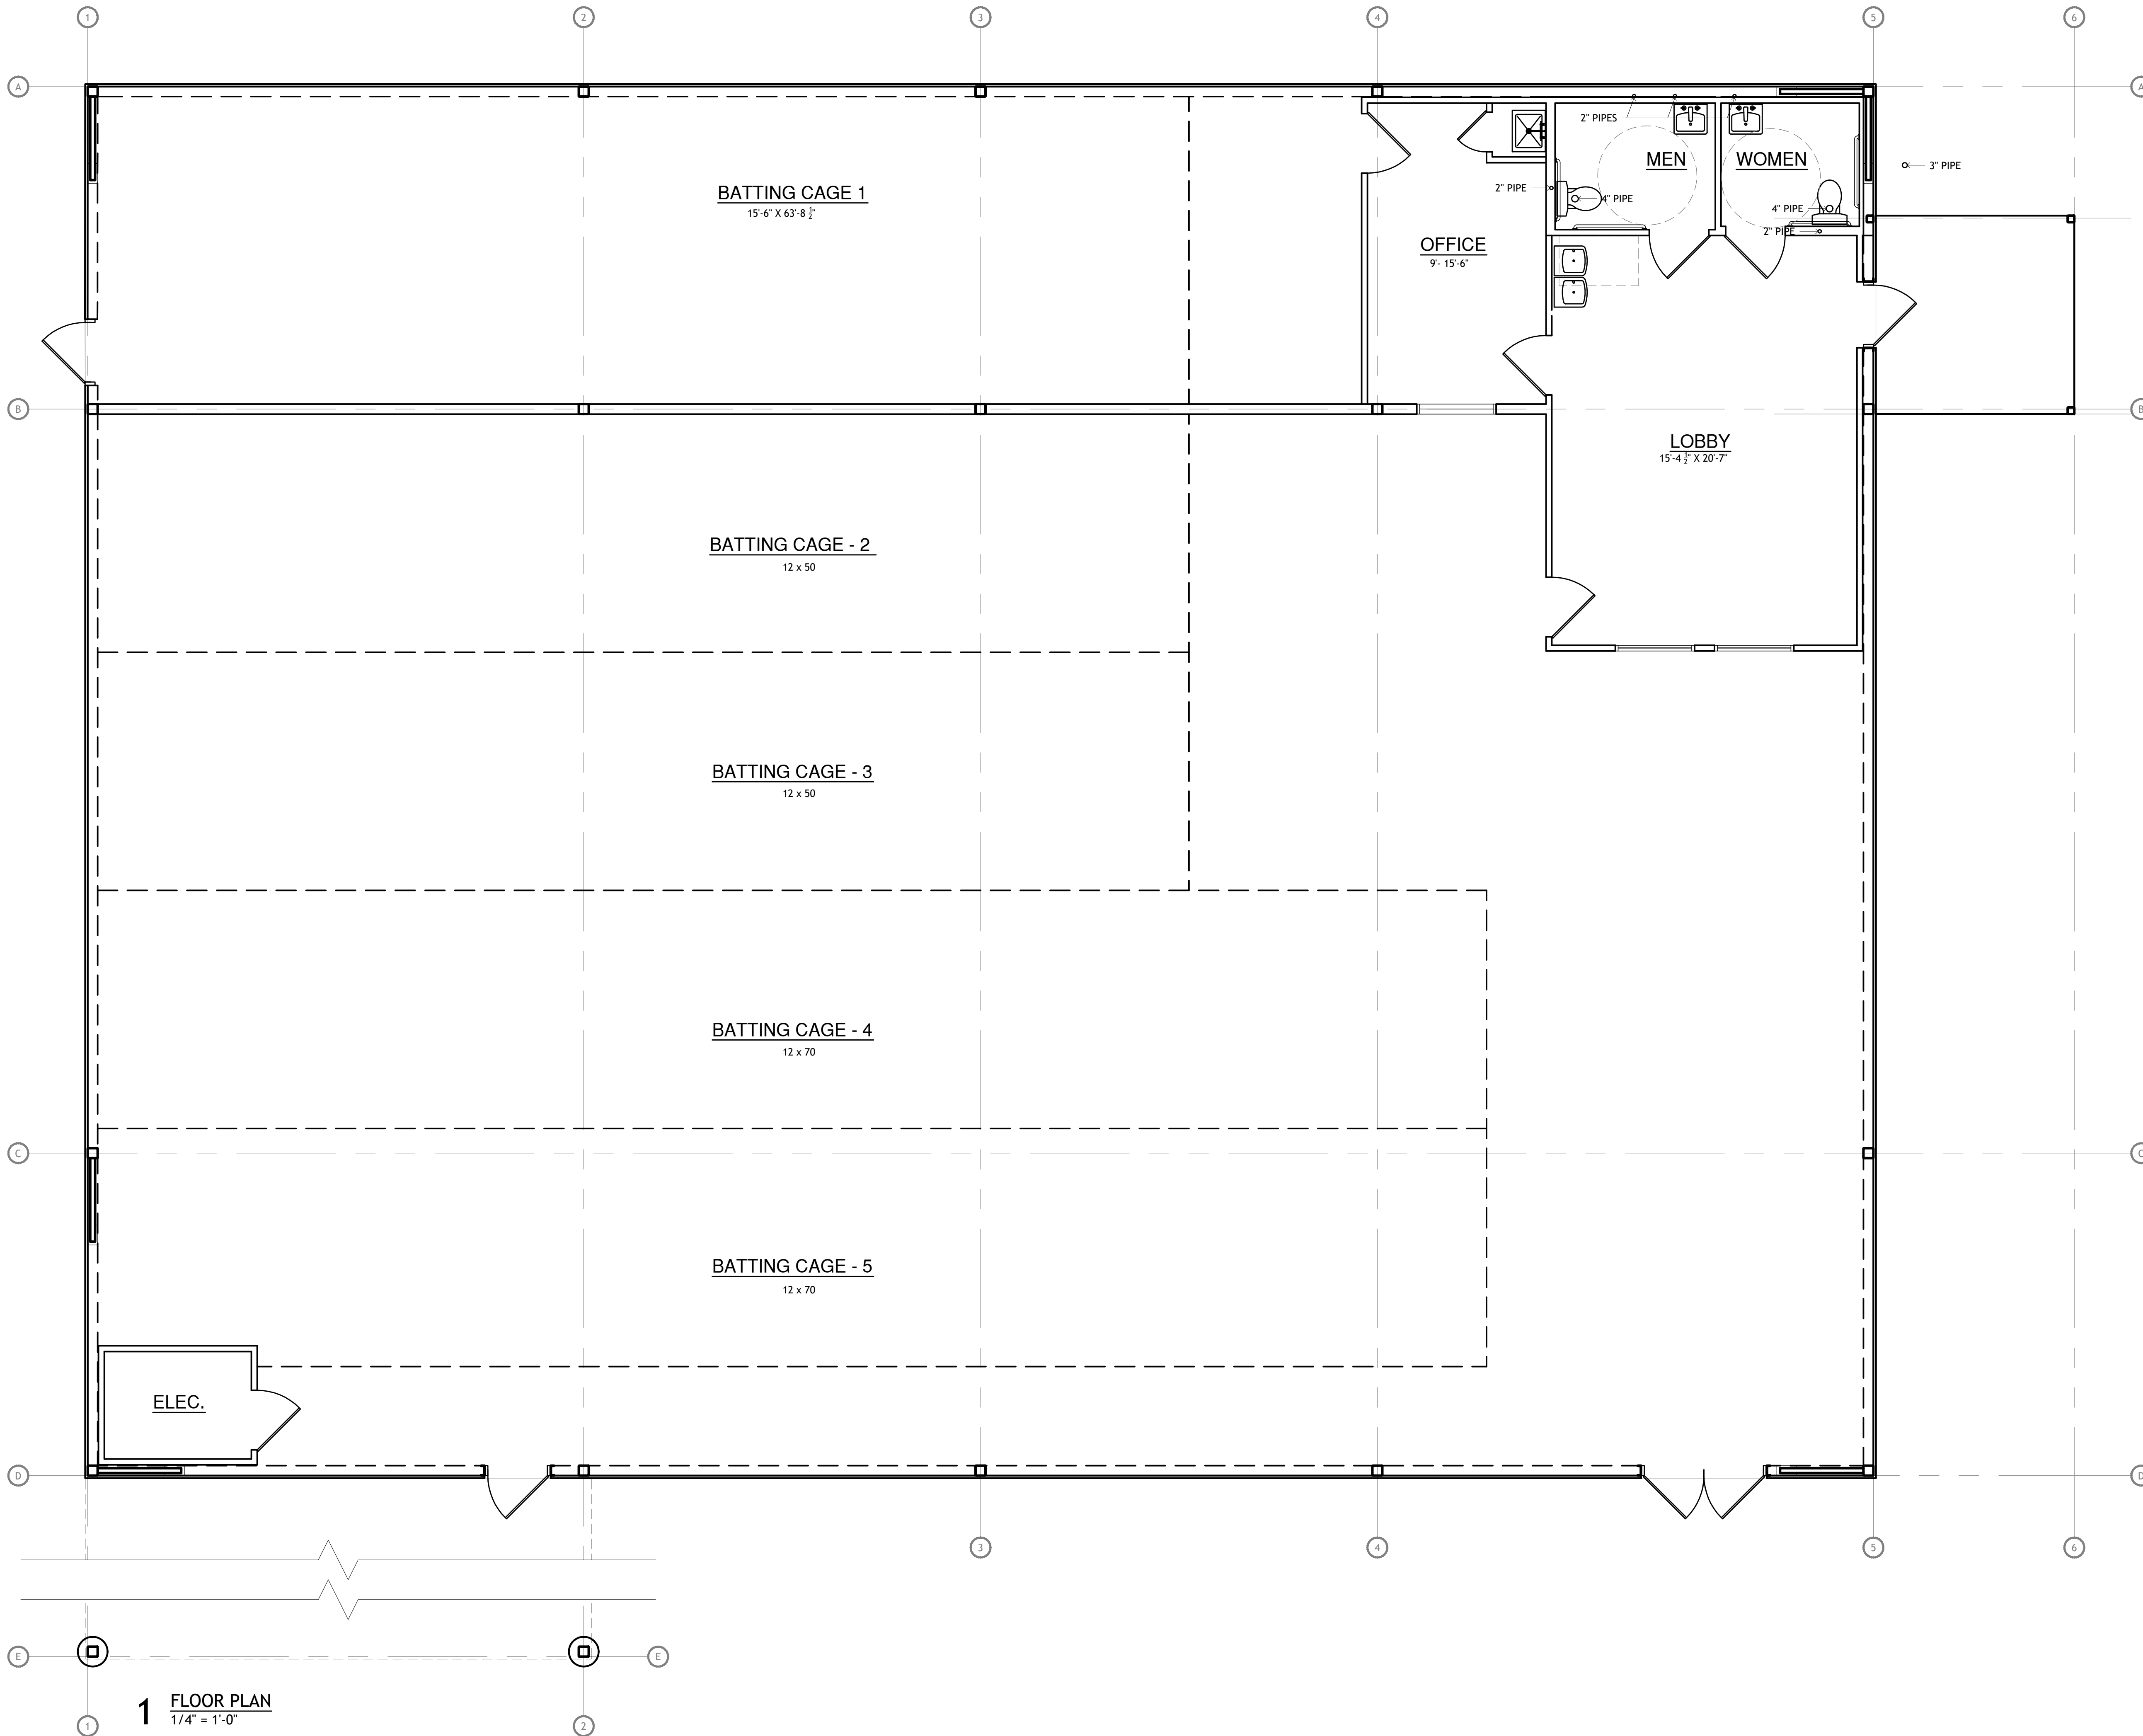 1 2 3 4 5 6
A A
2" PIPES
MEN WOMEN
3" PIPE
BATTING CAGE 1
15'-6" X 63'-8 1/2"
2" PIPE
4" PIPE
4" PIPE
2" PIPE
OFFICE
9'- 15'-6"
B B
LOBBY
15'-4 1/2" X 20'-7"
BATTING CAGE - 2
12 x 50
BATTING CAGE - 3
12 x 50
BATTING CAGE - 4
12 x 70
C C
BATTING CAGE - 5
12 x 70
ELEC.
D D
3 4 5 6
E E
1 FLOOR PLAN
1/4" = 1'-0"
1 2